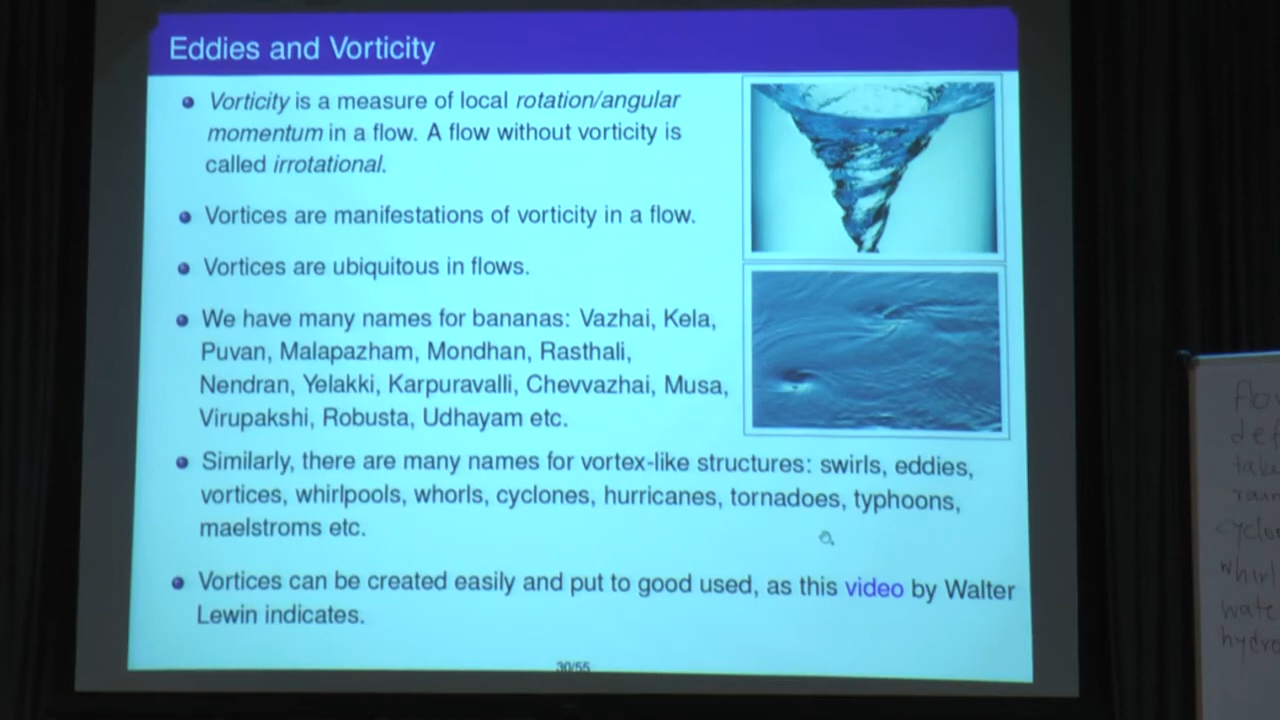 Eddies and Vorticity
Vorticity is a measure of local rotation/angular
momentum in a flow. A flow without vorticity is
called irrotational.
Vortices are manifestations of vorticity in a flow.
Vortices are ubiquitous in flows.
We have many names for bananas: Vazhai, Kela,
Puvan, Malapazham, Mondhan, Rasthali,
Nendran, Yelakki, Karpuravalli, Chevvazhai, Musa,
Virupakshi, Robusta, Udhayam etc.
Similarly, there are many names for vortex-like structures: swirls, eddies,
vortices, whirlpools, whorls, cyclones, hurricanes, tornadoes, typhoons,
maelstroms etc.
Vortices can be created easily and put to good used, as this video by Walter
Lewin indicates.
30/55